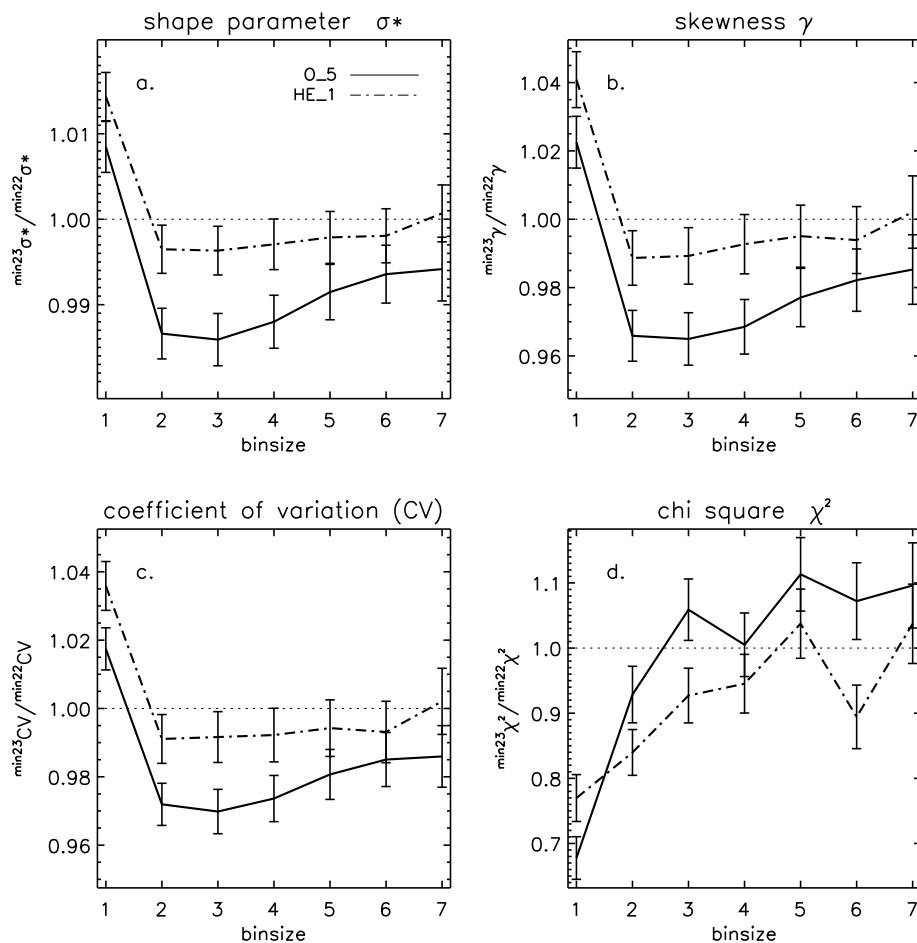 shape parameter σ*
a.
O_5
HE_1
1.01
1.00
0.99
min23σ*/min22σ*
1 2 3 4 5 6 7
binsize
skewness γ
b.
1.04
1.02
1.00
0.98
0.96
min23γ/min22γ
1 2 3 4 5 6 7
binsize
coefficient of variation (CV)
c.
1.04
1.02
1.00
0.98
0.96
min23CV/min22CV
1 2 3 4 5 6 7
binsize
chi square χ²
d.
1.1
1.0
0.9
0.8
0.7
min23χ²/min22χ²
1 2 3 4 5 6 7
binsize